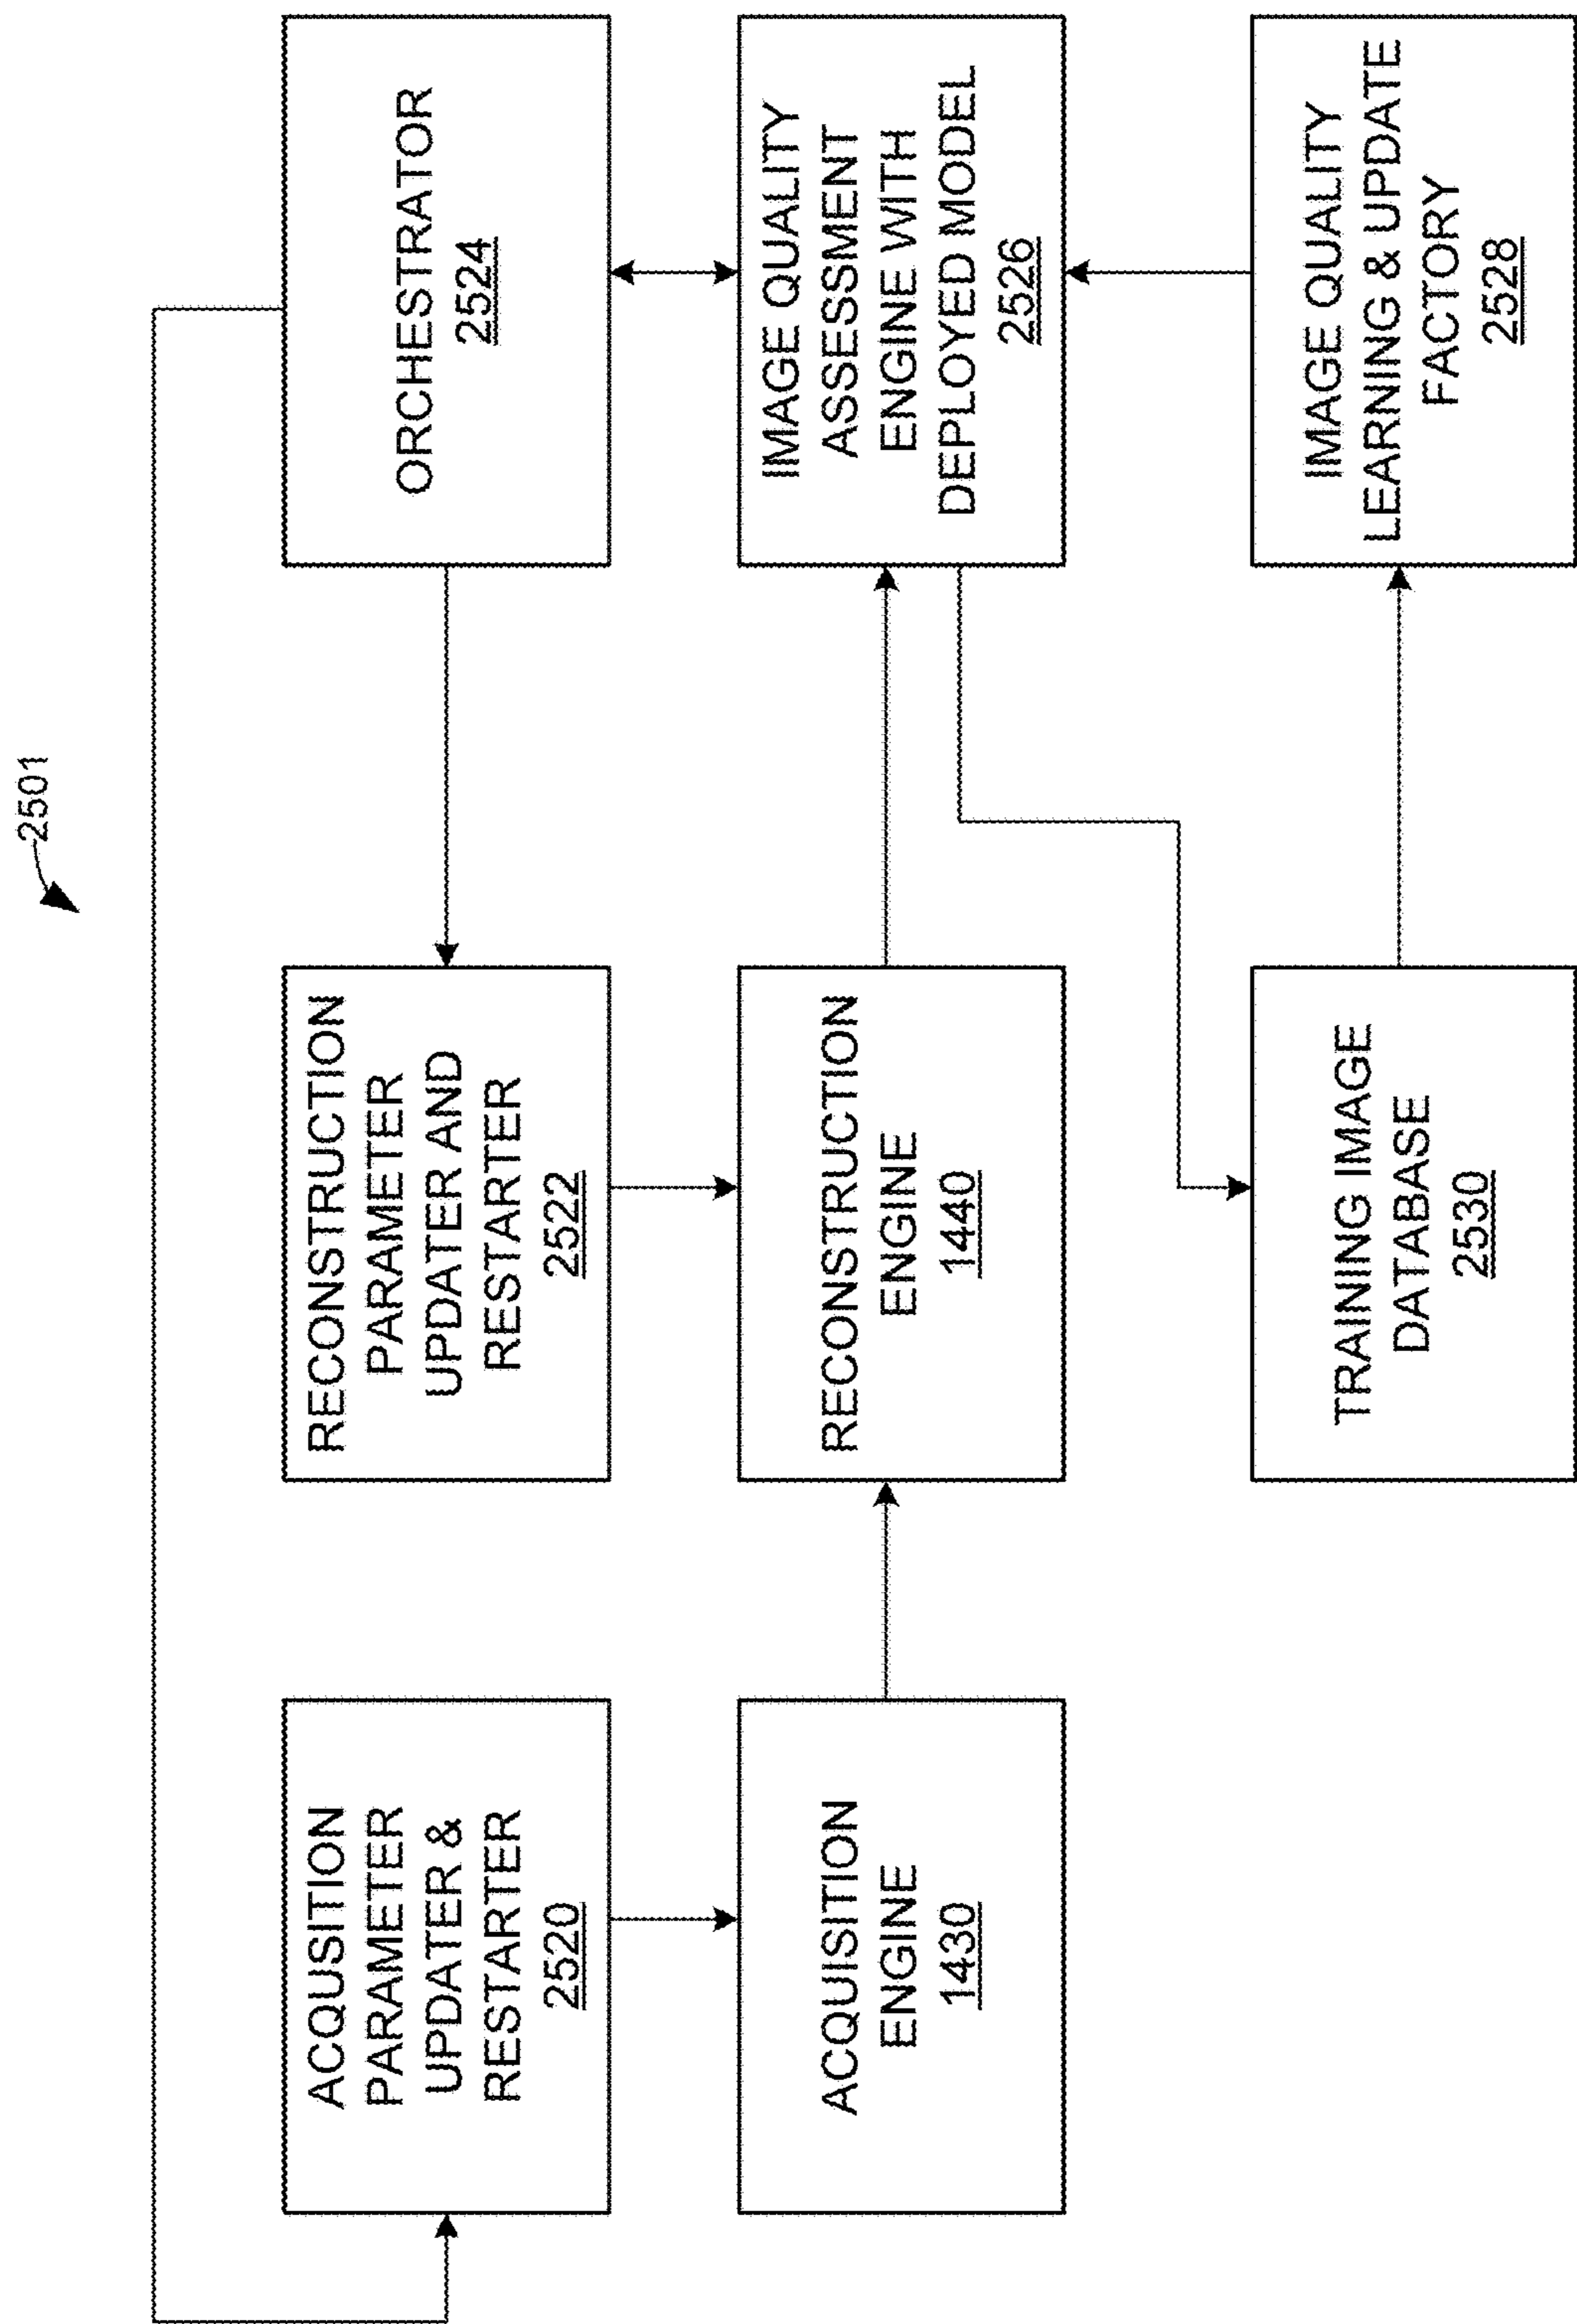 2501
ACQUSITION
PARAMETER
UPDATER &
RESTARTER
2520
RECONSTRUCTION
PARAMETER
UPDATER AND
RESTARTER
2522
ORCHESTRATOR
2524
ACQUISITION
ENGINE
1430
RECONSTRUCTION
ENGINE
1440
IMAGE QUALITY
ASSESSMENT
ENGINE WITH
DEPLOYED MODEL
2526
TRAINING IMAGE
DATABASE
2530
IMAGE QUALITY
LEARNING & UPDATE
FACTORY
2528